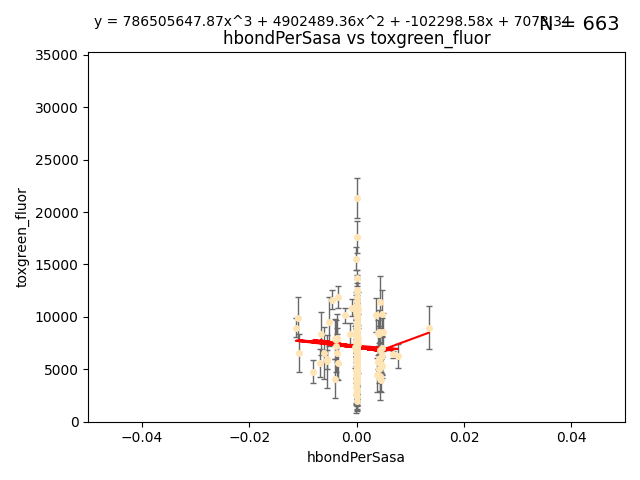 y = 786505647.87x^3 + 4902489.36x^2 + -102298.58x + 7078.34
N = 663
hbondPerSasa vs toxgreen_fluor
35000
30000
25000
20000
15000
10000
5000
0
toxgreen_fluor
−0.04
−0.02
0.00
0.02
0.04
hbondPerSasa